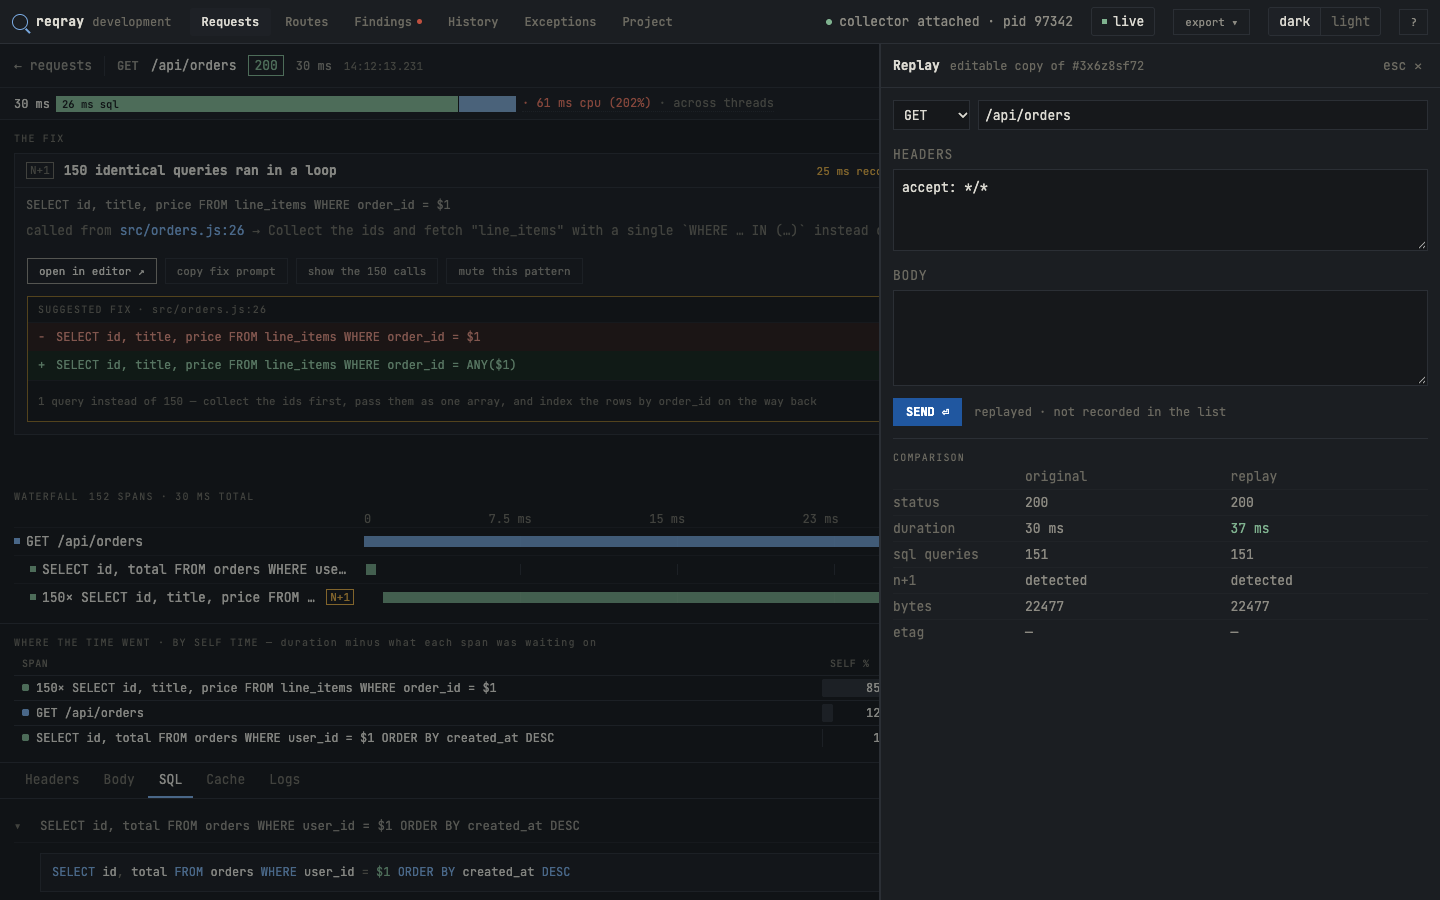 reqray development Requests Routes Findings History Exceptions Project collector attached · pid 97342 live export ▾ dark light ?
← requests GET /api/orders 200 30 ms 14:12:13.231
30 ms 26 ms sql · 61 ms cpu (202%) · across threads
THE FIX
N+1 150 identical queries ran in a loop 25 ms reco
SELECT id, title, price FROM line_items WHERE order_id = $1
called from src/orders.js:26 → Collect the ids and fetch "line_items" with a single `WHERE … IN (…)` instead
open in editor ↗ copy fix prompt show the 150 calls mute this pattern
SUGGESTED FIX · src/orders.js:26
- SELECT id, title, price FROM line_items WHERE order_id = $1
+ SELECT id, title, price FROM line_items WHERE order_id = ANY($1)
1 query instead of 150 — collect the ids first, pass them as one array, and index the rows by order_id on the way back
WATERFALL 152 SPANS · 30 MS TOTAL
0 7.5 ms 15 ms 23 ms
GET /api/orders
SELECT id, total FROM orders WHERE use…
150× SELECT id, title, price FROM … N+1
WHERE THE TIME WENT · BY SELF TIME — duration minus what each span was waiting on
SPAN SELF %
150× SELECT id, title, price FROM line_items WHERE order_id = $1 85
GET /api/orders 12
SELECT id, total FROM orders WHERE user_id = $1 ORDER BY created_at DESC 1
Headers Body SQL Cache Logs
▾ SELECT id, total FROM orders WHERE user_id = $1 ORDER BY created_at DESC
SELECT id, total FROM orders WHERE user_id = $1 ORDER BY created_at DESC
Replay editable copy of #3x6z8sf72 esc ×
GET /api/orders
HEADERS
accept: */*
BODY
SEND ⏎ replayed · not recorded in the list
COMPARISON
original replay
status 200 200
duration 30 ms 37 ms
sql queries 151 151
n+1 detected detected
bytes 22477 22477
etag — —